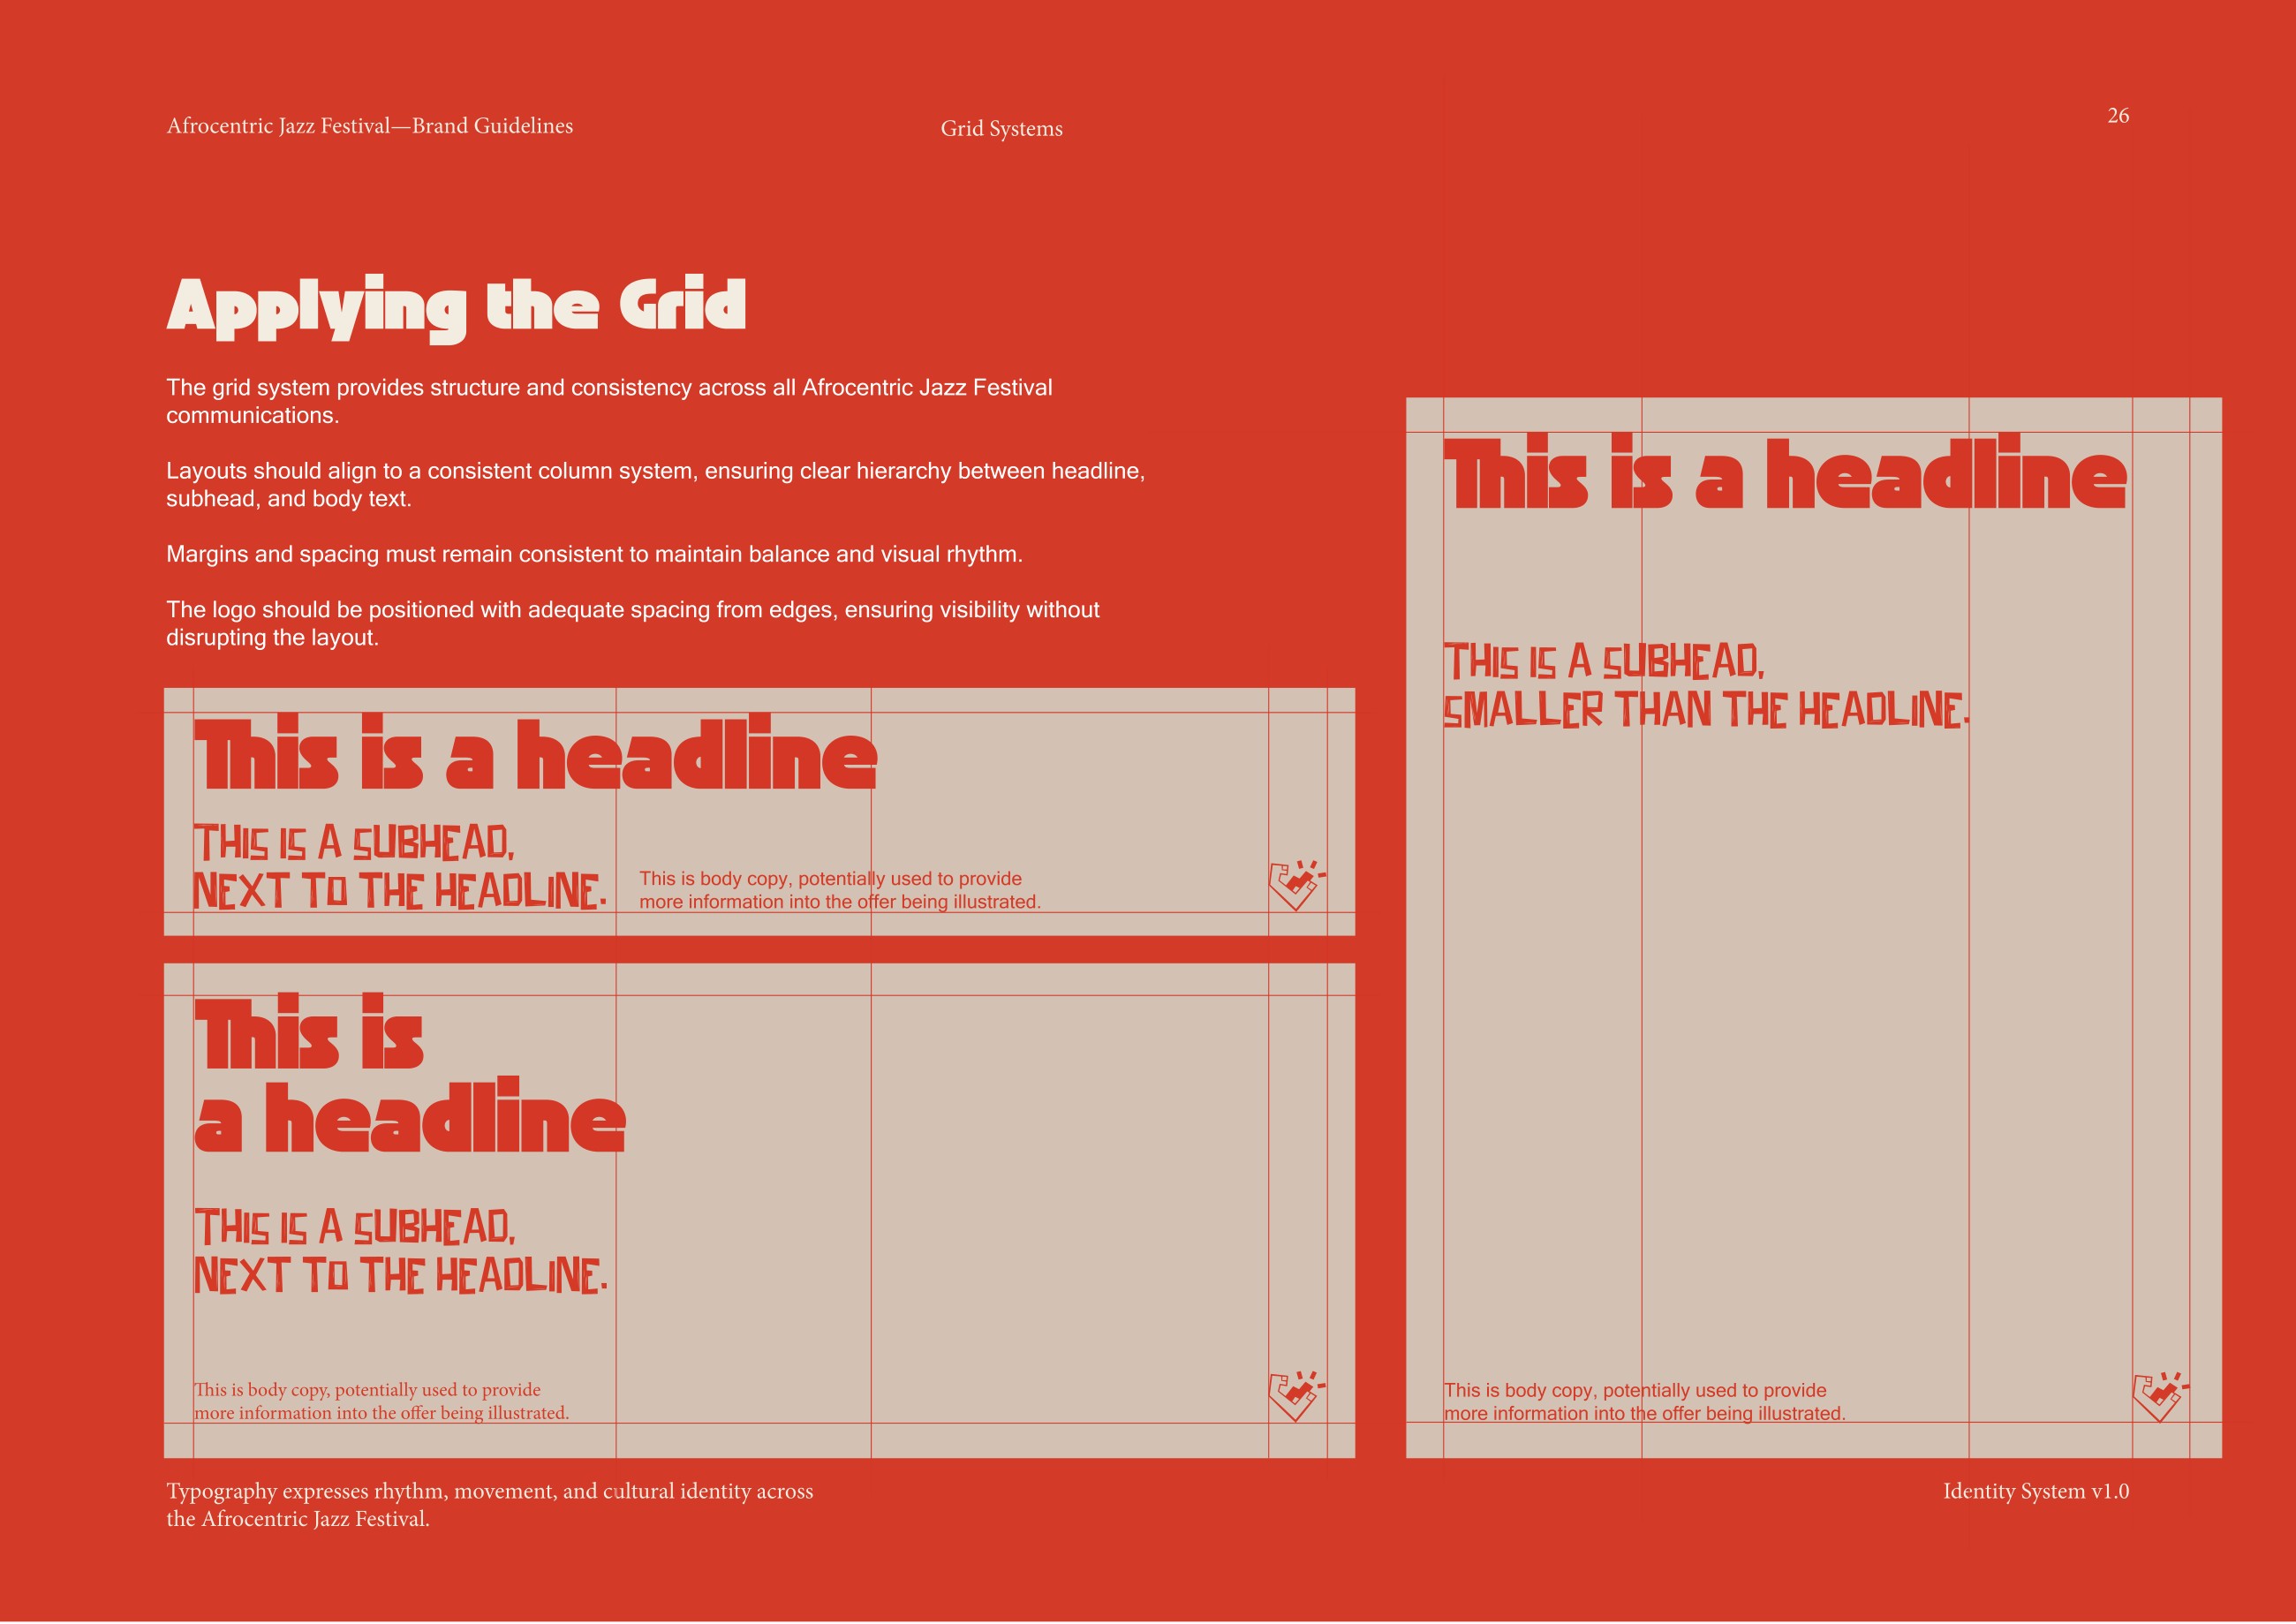 Afrocentric Jazz Festival—Brand Guidelines
Grid Systems
26
Applying the Grid
The grid system provides structure and consistency across all Afrocentric Jazz Festival
communications.
Layouts should align to a consistent column system, ensuring clear hierarchy between headline,
subhead, and body text.
Margins and spacing must remain consistent to maintain balance and visual rhythm.
The logo should be positioned with adequate spacing from edges, ensuring visibility without
disrupting the layout.
This is a headline
THIS IS A SUBHEAD,
NEXT TO THE HEADLINE.
This is body copy, potentially used to provide
more information into the offer being illustrated.
This is
a headline
THIS IS A SUBHEAD,
NEXT TO THE HEADLINE.
This is body copy, potentially used to provide
more information into the offer being illustrated.
This is a headline
THIS IS A SUBHEAD,
SMALLER THAN THE HEADLINE.
This is body copy, potentially used to provide
more information into the offer being illustrated.
Typography expresses rhythm, movement, and cultural identity across
the Afrocentric Jazz Festival.
Identity System v1.0